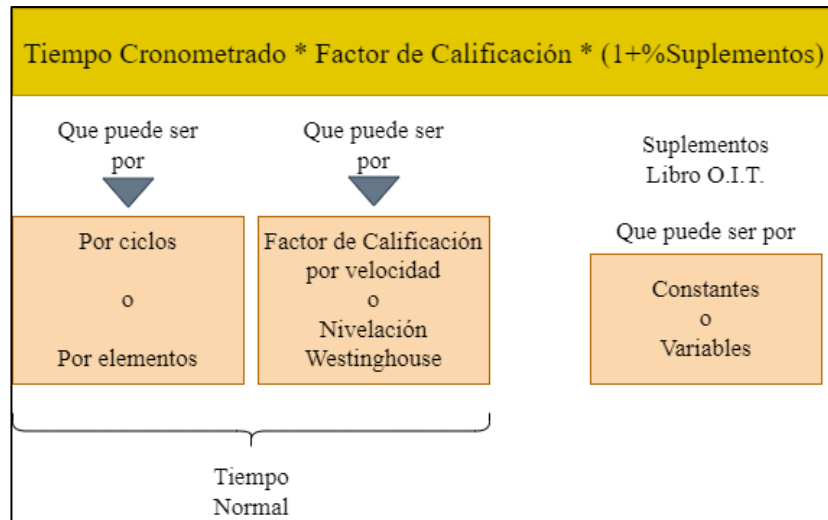 Tiempo Cronometrado * Factor de Calificación * (1+%Suplementos)
Que puede ser
por
Por ciclos
o
Por elementos
Que puede ser
por
Factor de Calificación
por velocidad
o
Nivelación
Westinghouse
Suplementos
Libro O.I.T.
Que puede ser por
Constantes
o
Variables
Tiempo
Normal